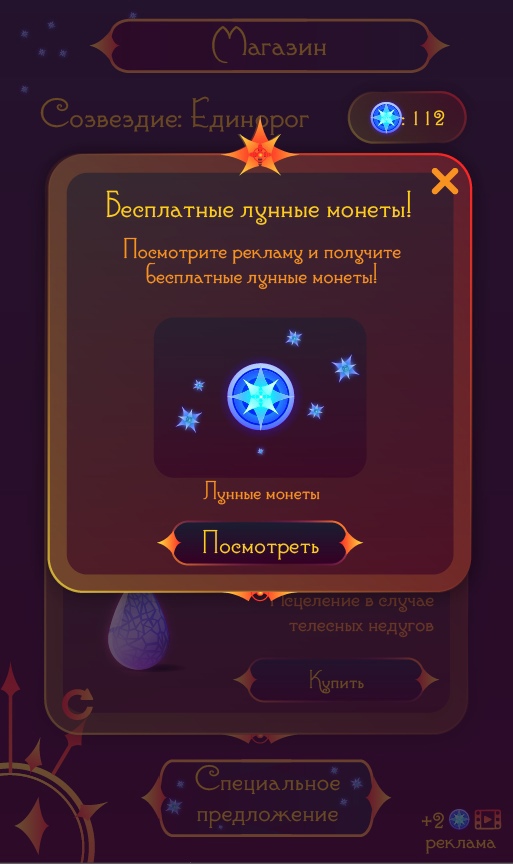 Магазин
Созвездие: Единорог
: 112
Бесплатные лунные монеты!
Посмотрите рекламу и получите
бесплатные лунные монеты!
Лунные монеты
Посмотреть
Исцеление в случае
телесных недугов
Купить
Специальное
предложение
+2
реклама